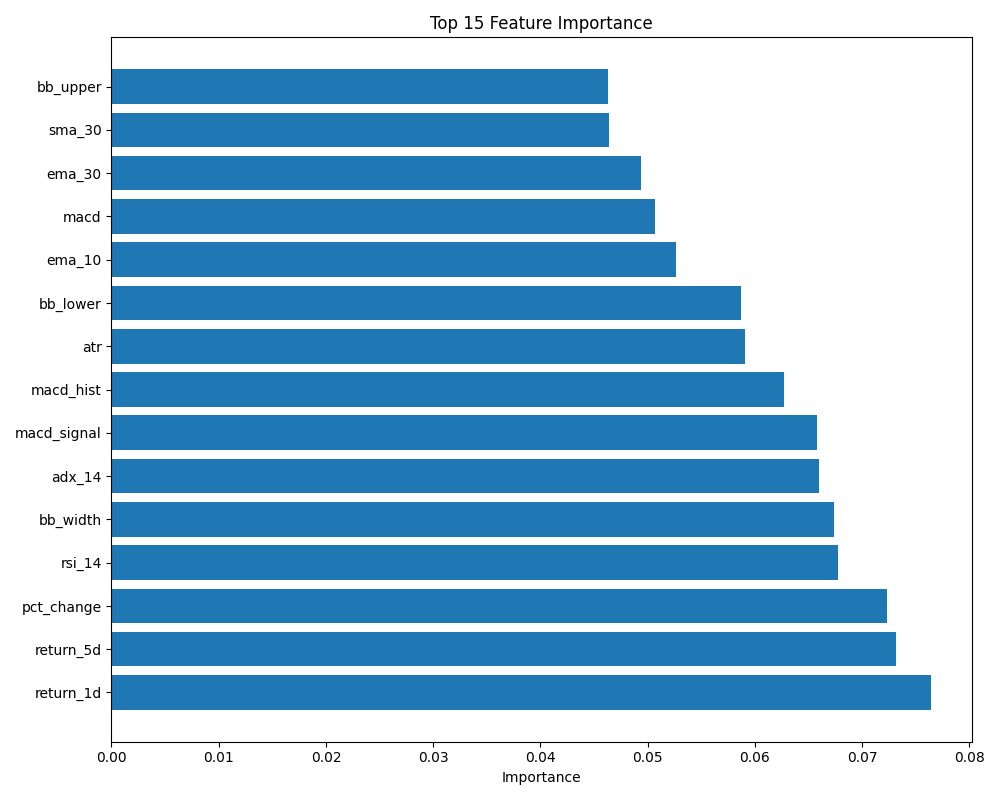 Top 15 Feature Importance
bb_upper
sma_30
ema_30
macd
ema_10
bb_lower
atr
macd_hist
macd_signal
adx_14
bb_width
rsi_14
pct_change
return_5d
return_1d
0.00 0.01 0.02 0.03 0.04 0.05 0.06 0.07 0.08
Importance